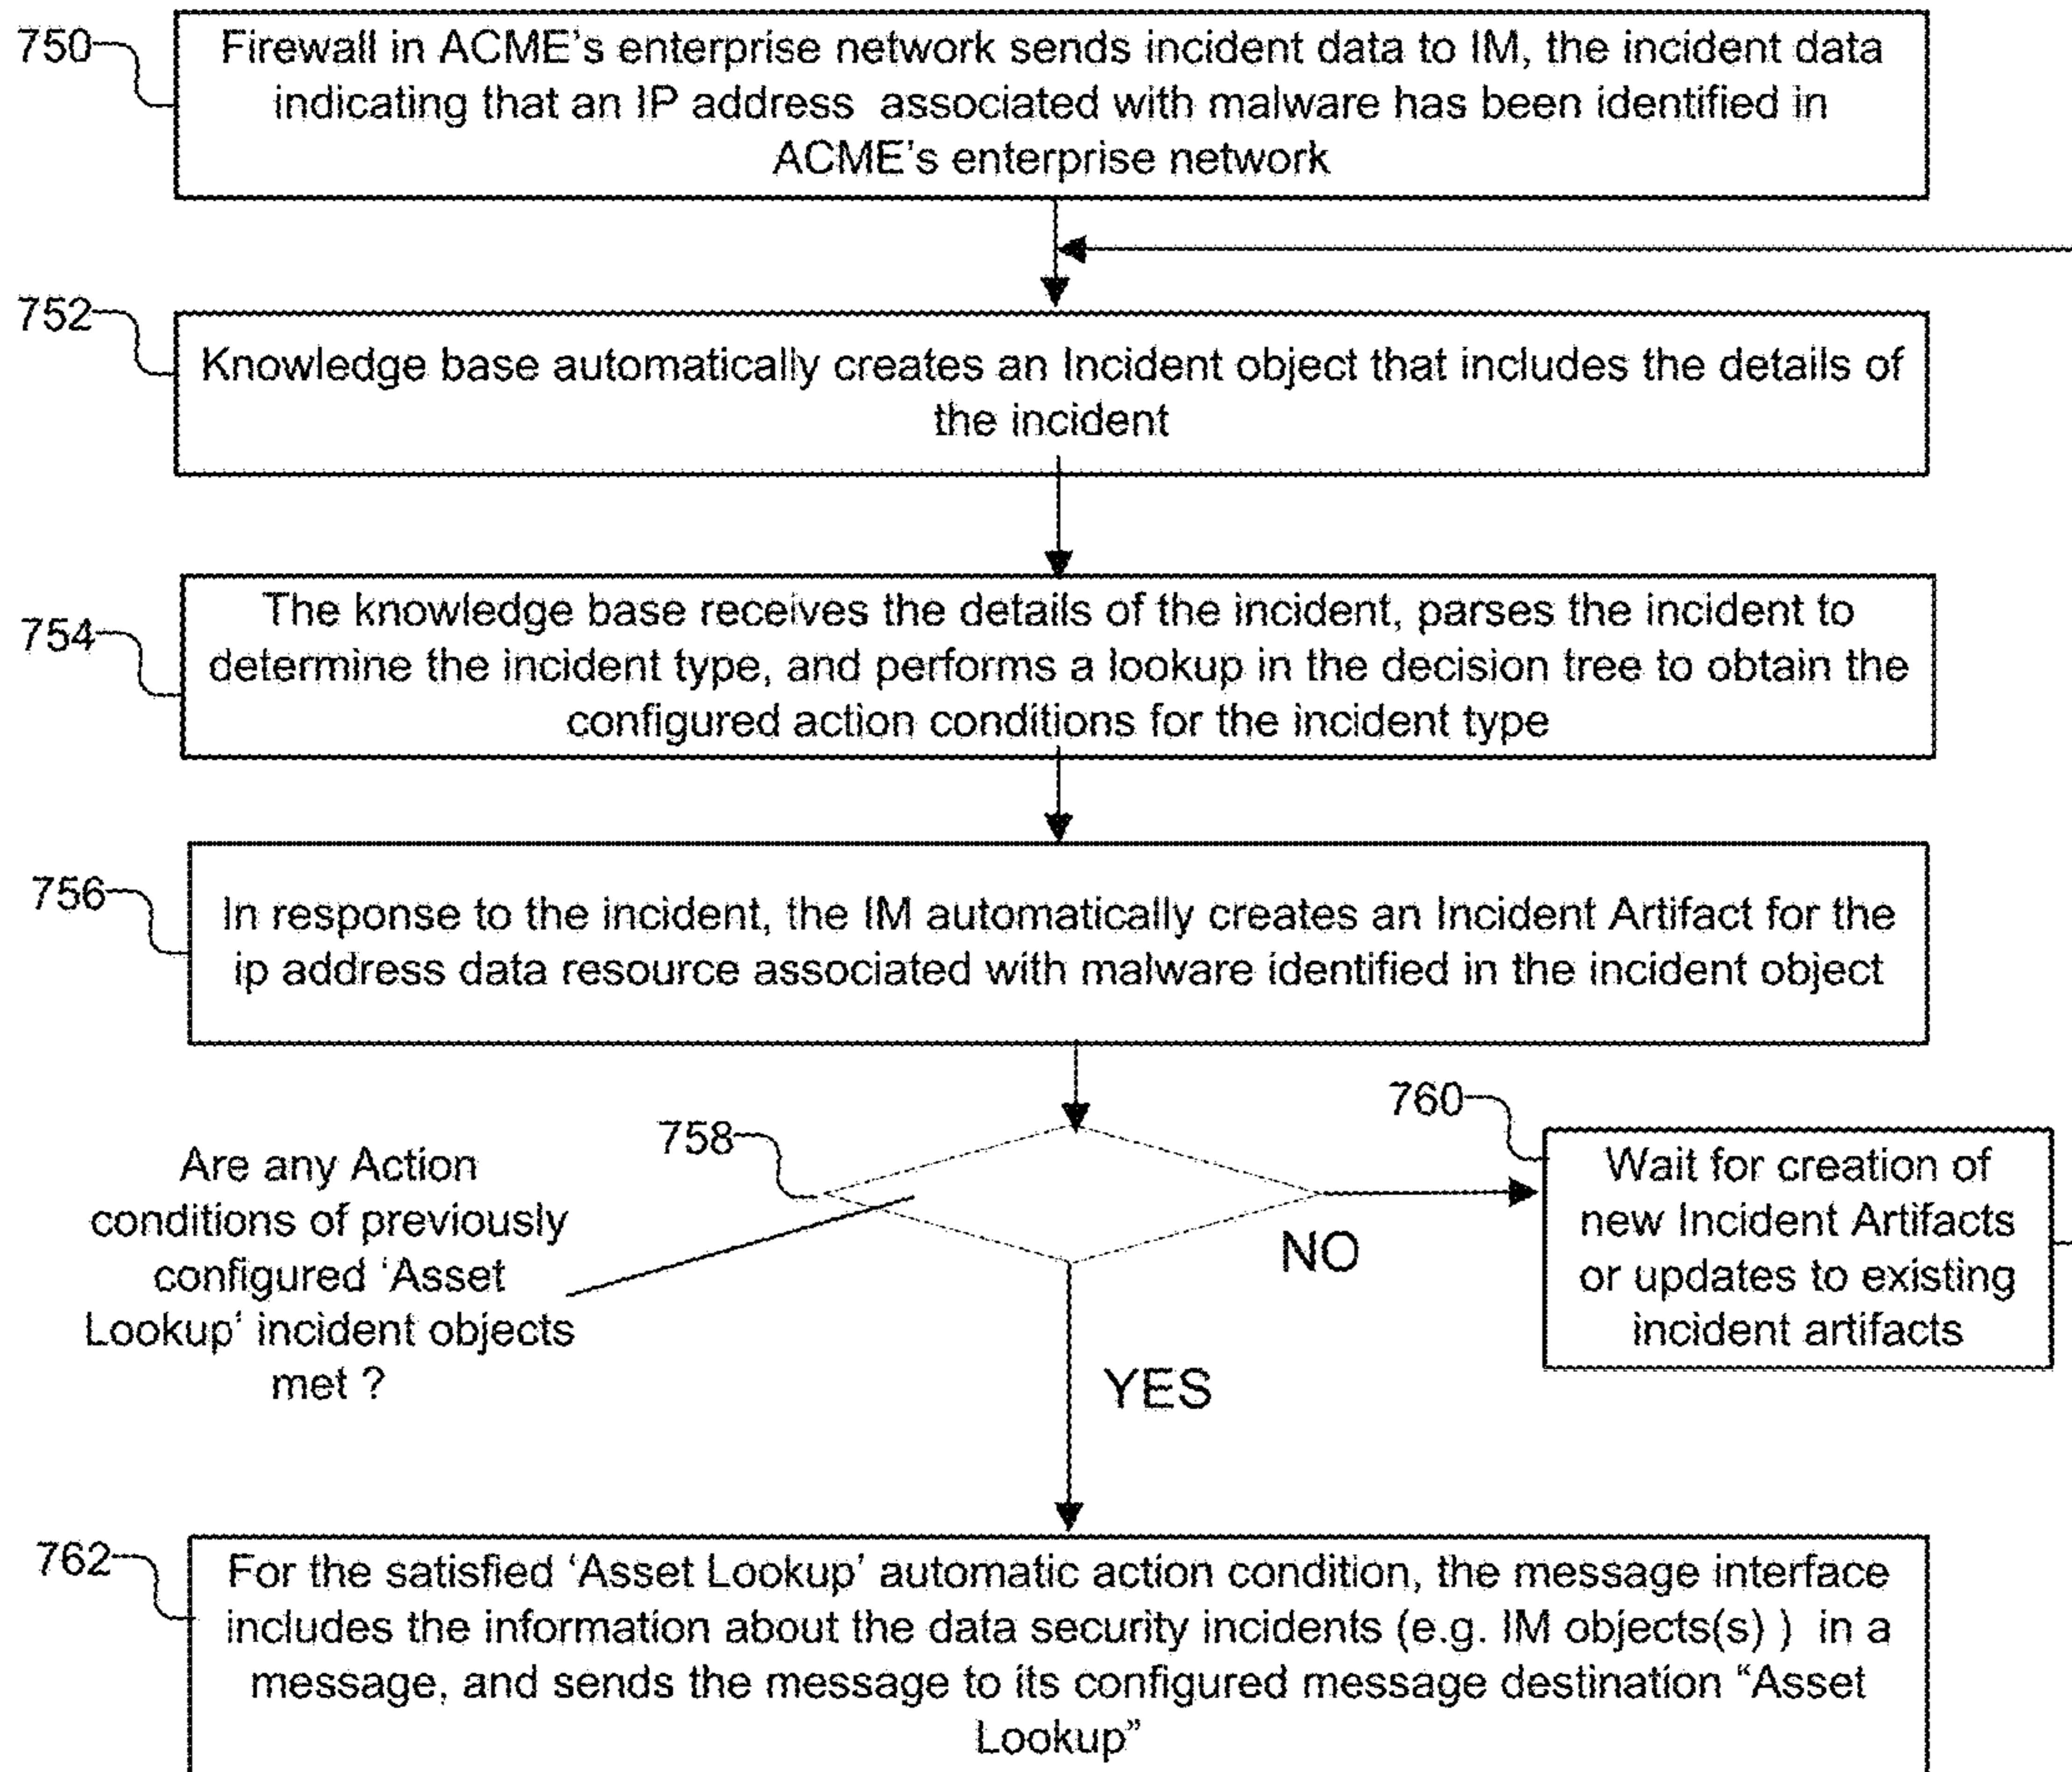 750
Firewall in ACME's enterprise network sends incident data to IM, the incident data
indicating that an IP address associated with malware has been identified in
ACME's enterprise network
752
Knowledge base automatically creates an Incident object that includes the details of
the incident
754
The knowledge base receives the details of the incident, parses the incident to
determine the incident type, and performs a lookup in the decision tree to obtain the
configured action conditions for the incident type
756
In response to the incident, the IM automatically creates an Incident Artifact for the
ip address data resource associated with malware identified in the incident object
758
Are any Action
conditions of previously
configured 'Asset
Lookup' incident objects
met ?
NO
760
Wait for creation of
new Incident Artifacts
or updates to existing
incident artifacts
YES
762
For the satisfied 'Asset Lookup' automatic action condition, the message interface
includes the information about the data security incidents (e.g. IM objects(s) ) in a
message, and sends the message to its configured message destination "Asset
Lookup"